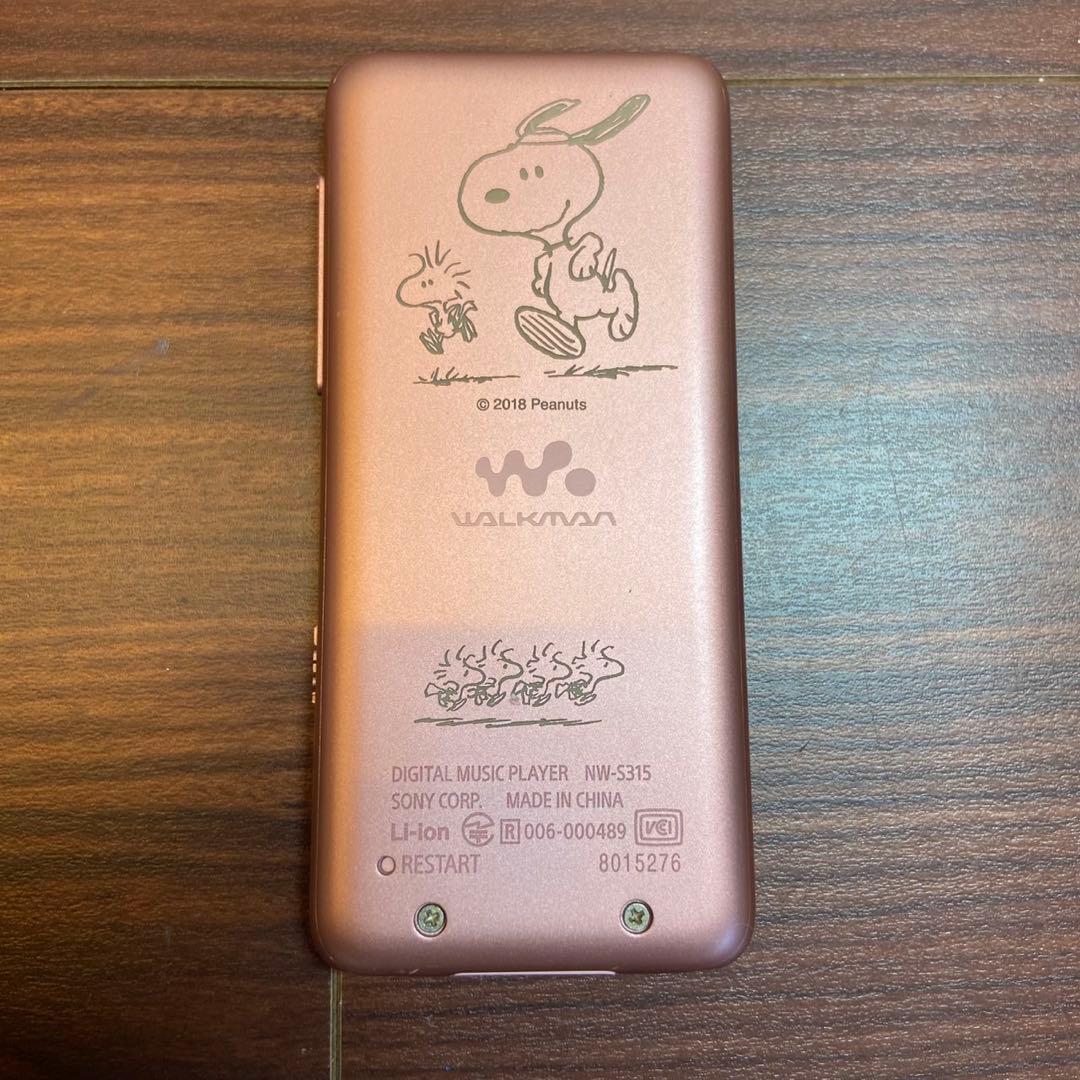 © 2018 Peanuts
WALKMAN
DIGITAL MUSIC PLAYER NW-S315
SONY CORP. MADE IN CHINA
Li-ion R 006-000489 VCI
RESTART 8015276